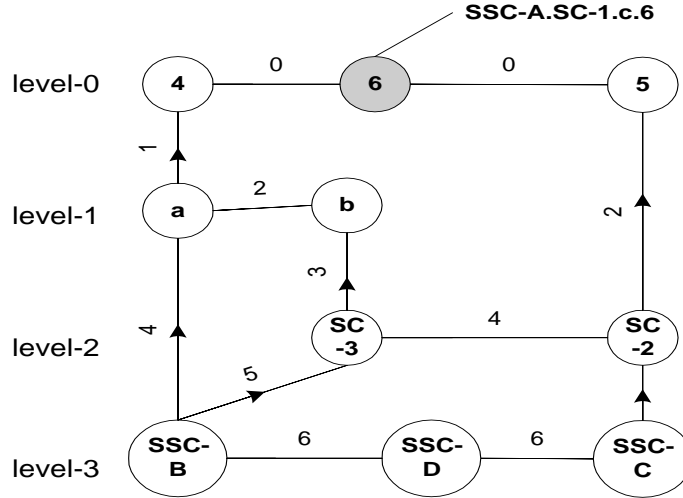 SSC-A.SC-1.c.6
0 0
level-0 4 6 5
1
2
level-1 a b
2
3
SC
-3
4
SC
-2
level-2
4
5
level-3
SSC-
B
6
SSC-
D
6
SSC-
C